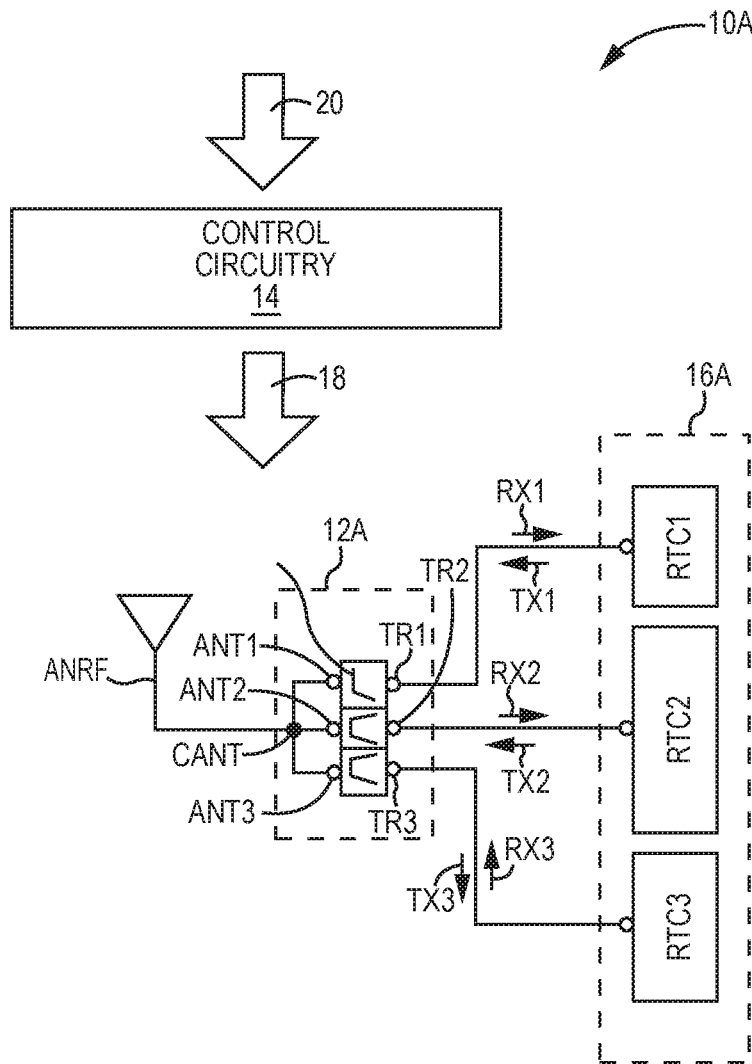 10A
20
CONTROL
CIRCUITRY
14
18
16A
RX1
RTC1
12A
TR2
TX1
ANT1
TR1
ANRF
ANT2
RX2
RTC2
CANT
TX2
ANT3
TR3
RX3
TX3
RTC3